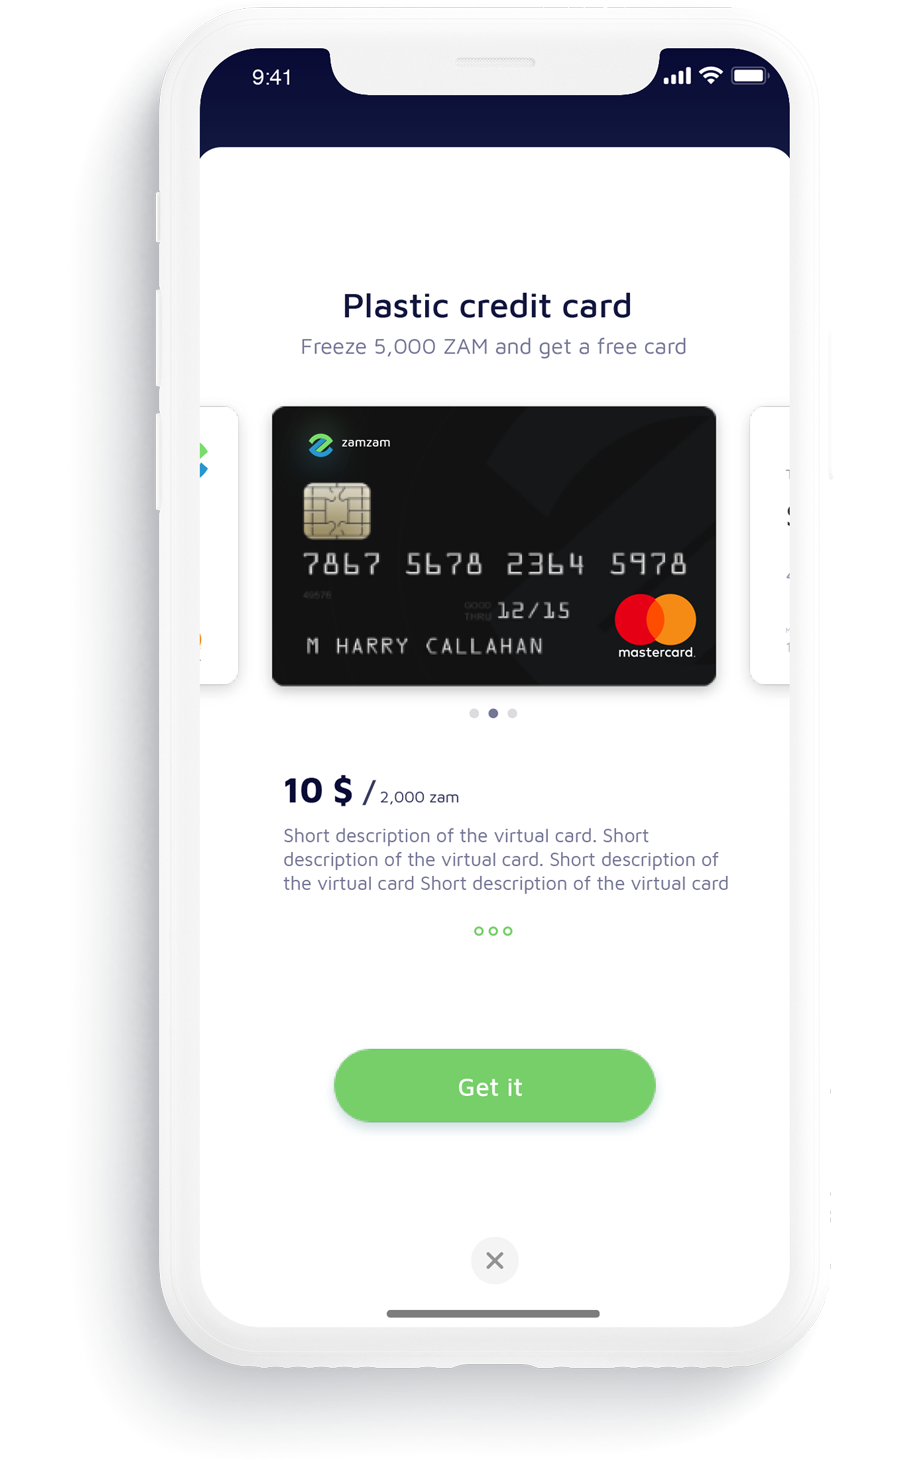 9:41
Plastic credit card
Freeze 5,000 ZAM and get a free card
zamzam
7867 5678 2364 5978
49576
GOOD THRU 12/15
M HARRY CALLAHAN
mastercard.
10 $ / 2,000 zam
Short description of the virtual card. Short
description of the virtual card. Short description of
the virtual card Short description of the virtual card
Get it